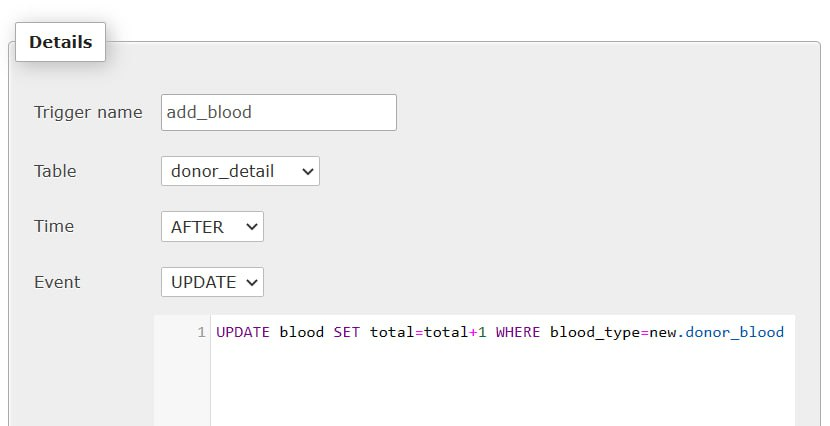 Details
Trigger name add_blood
Table donor_detail
Time AFTER
Event UPDATE
1 UPDATE blood SET total=total+1 WHERE blood_type=new.donor_blood